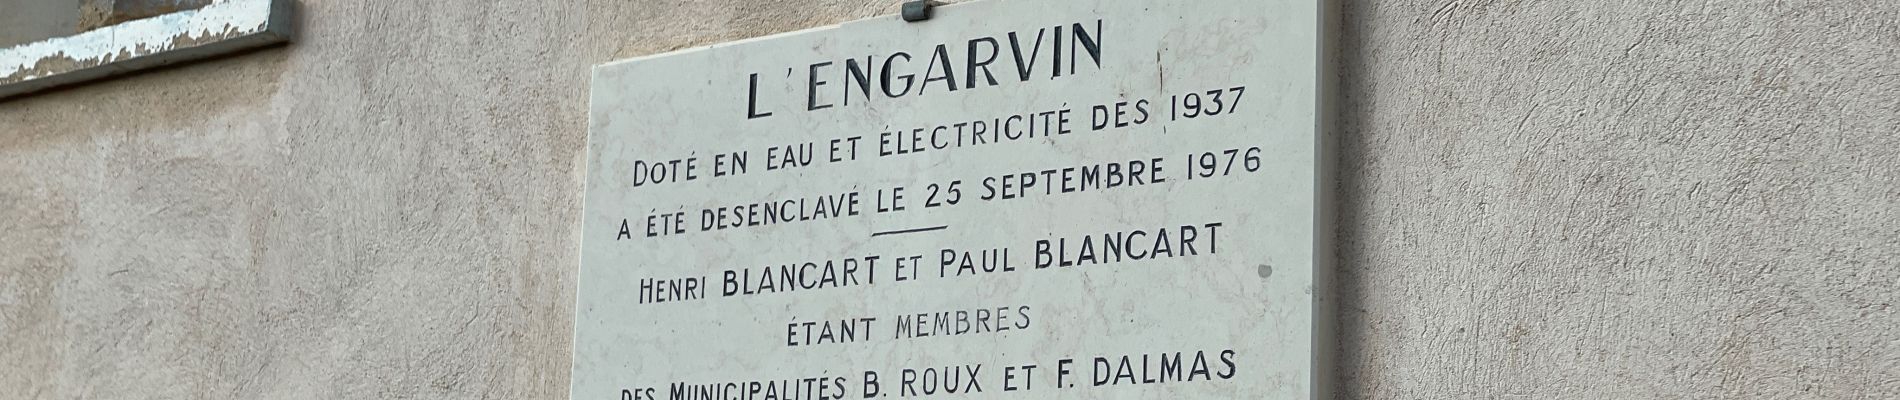 L'ENGARVIN
DOTÉ EN EAU ET ÉLECTRICITÉ DÈS 1937
A ÉTÉ DESENCLAVÉ LE 25 SEPTEMBRE 1976
HENRI BLANCART ET PAUL BLANCART
ÉTANT MEMBRES
DES MUNICIPALITÉS B. ROUX ET F. DALMAS